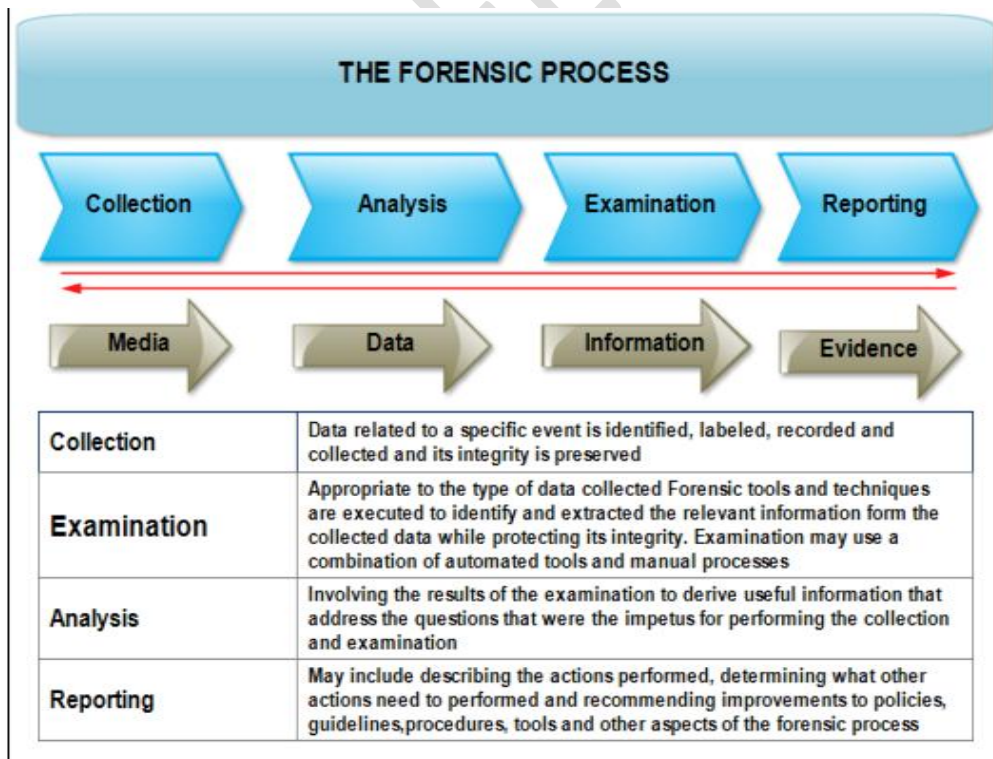 THE FORENSIC PROCESS
Collection
Analysis
Examination
Reporting
Media
Data
Information
Evidence
Collection
Data related to a specific event is identified, labeled, recorded and
collected and its integrity is preserved
Examination
Appropriate to the type of data collected Forensic tools and techniques
are executed to identify and extracted the relevant information form the
collected data while protecting its integrity. Examination may use a
combination of automated tools and manual processes
Analysis
Involving the results of the examination to derive useful information that
address the questions that were the impetus for performing the collection
and examination
Reporting
May include describing the actions performed, determining what other
actions need to performed and recommending improvements to policies,
guidelines,procedures, tools and other aspects of the forensic process